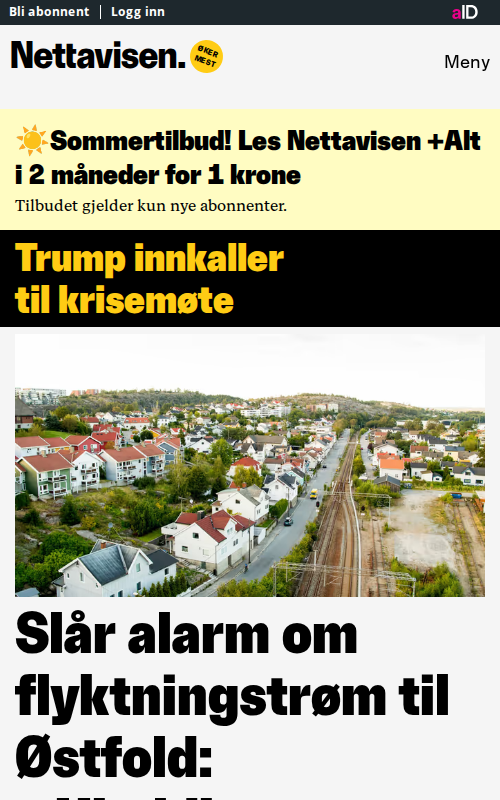 Bli abonnent | Logg inn
aID
Nettavisen.
ØKER
MEST
Meny
Sommertilbud! Les Nettavisen +Alt
i 2 måneder for 1 krone
Tilbudet gjelder kun nye abonnenter.
Trump innkaller
til krisemøte
Slår alarm om
flyktningstrøm til
Østfold: